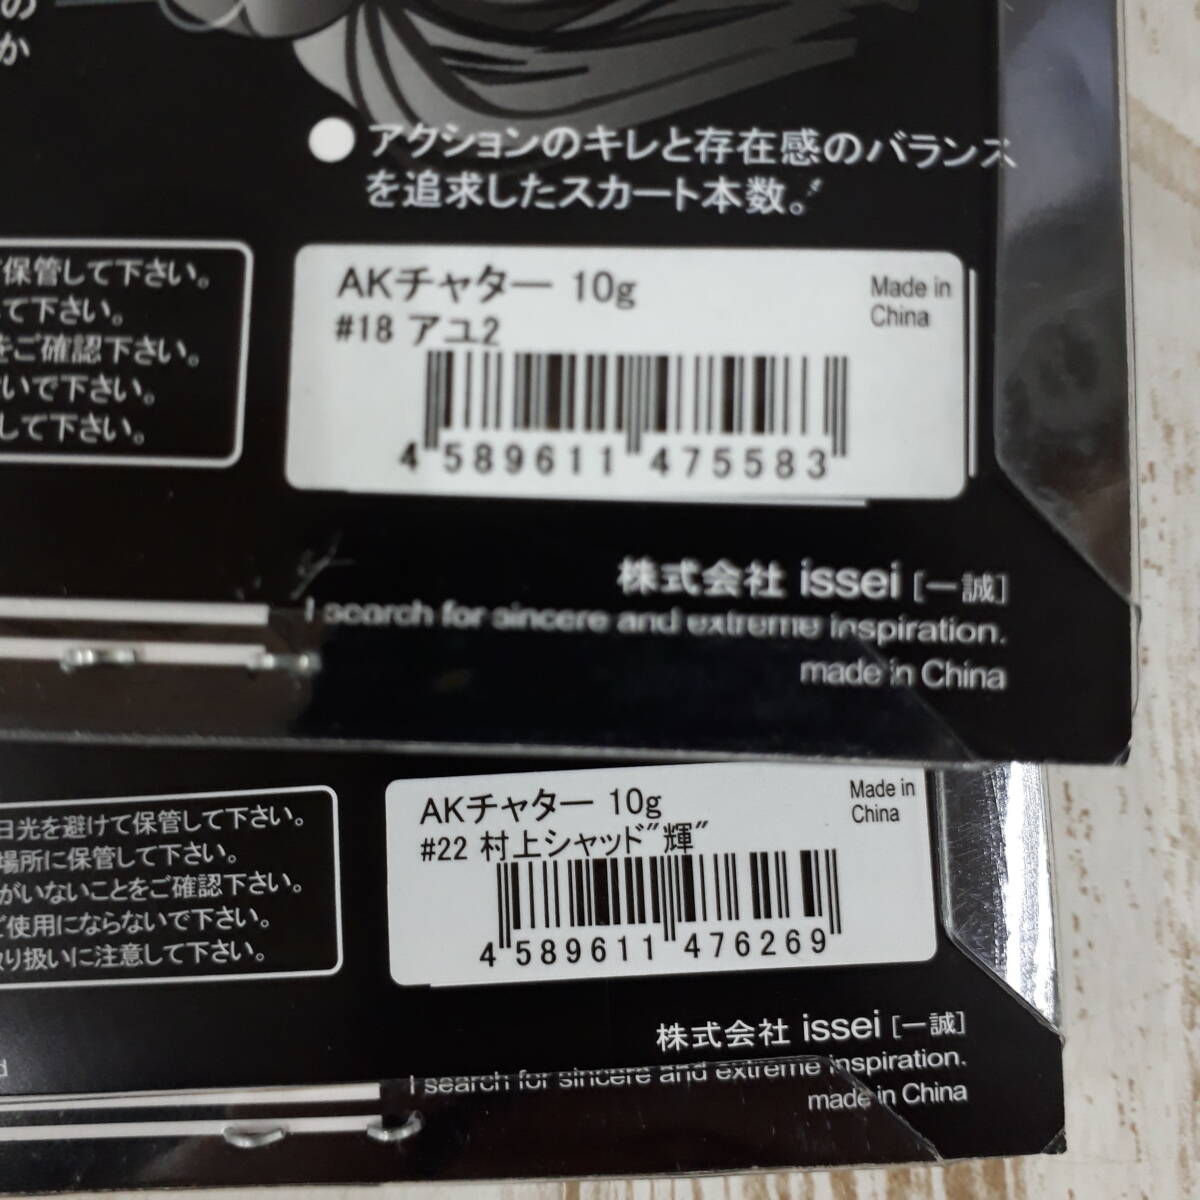 の
か
●アクションのキレと存在感のバランス
を追求したスカート本数。
保管して下さい。
て下さい。
をご確認下さい。
いで下さい。
して下さい。
AKチャター 10g
#18 アユ2
Made in
China
4 589611 475583
株式会社 issei [一誠]
I search for sincere and extreme inspiration.
made in China
日光を避けて保管して下さい。
場所に保管して下さい。
がいないことをご確認下さい。
ご使用にならないで下さい。
り扱いに注意して下さい。
AKチャター 10g
#22 村上シャッド"輝"
Made in
China
4 589611 476269
株式会社 issei [一誠]
I search for sincere and extreme inspiration.
made in China